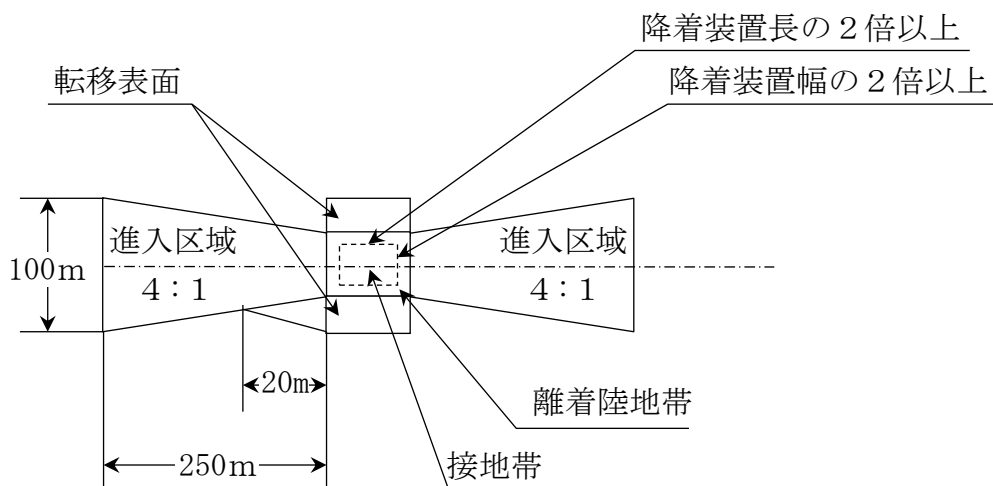 降着装置長の２倍以上
転移表面
降着装置幅の２倍以上
進入区域
4：1
進入区域
4：1
100ｍ
20m
離着陸地帯
250ｍ
接地帯